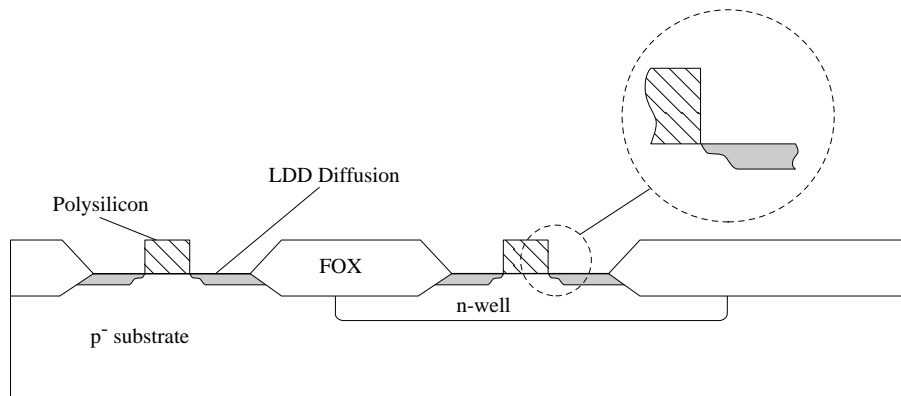 LDD Diffusion
Polysilicon
FOX
n-well
p⁻ substrate